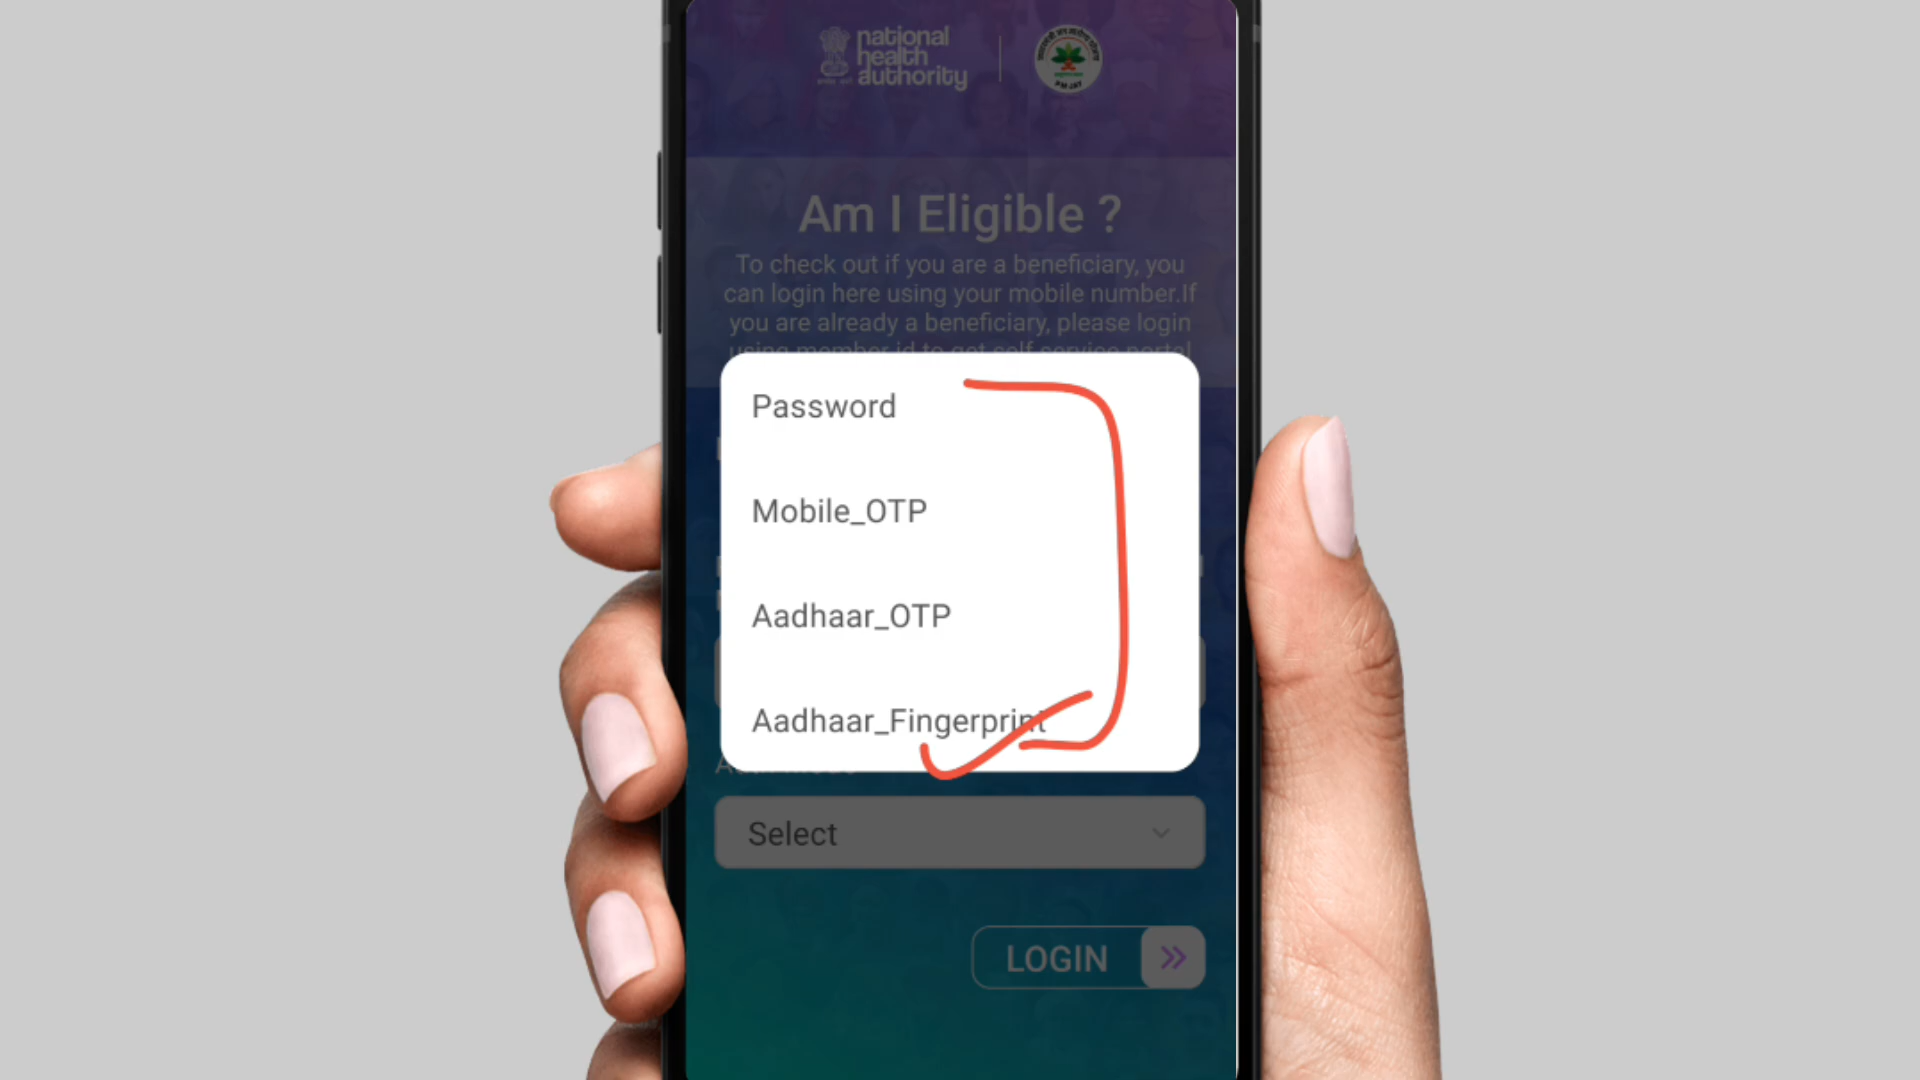 national
health
authority
PM-JAY
Am I Eligible ?
To check out if you are a beneficiary, you
can login here using your mobile number.If
you are already a beneficiary, please login
using member id to get self service portal
Password
Mobile_OTP
Aadhaar_OTP
Aadhaar_Fingerprint
Select
LOGIN